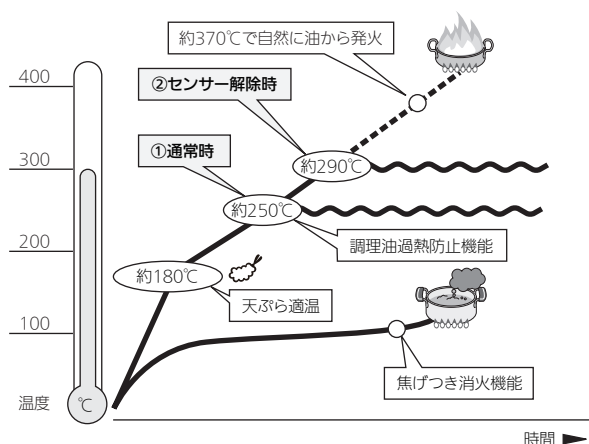 約370℃で自然に油から発火
400
②センサー解除時
①通常時
300
約290℃
約250℃
200
調理油過熱防止機能
約180℃
天ぷら適温
100
焦げつき消火機能
温度
℃
時間 ▶